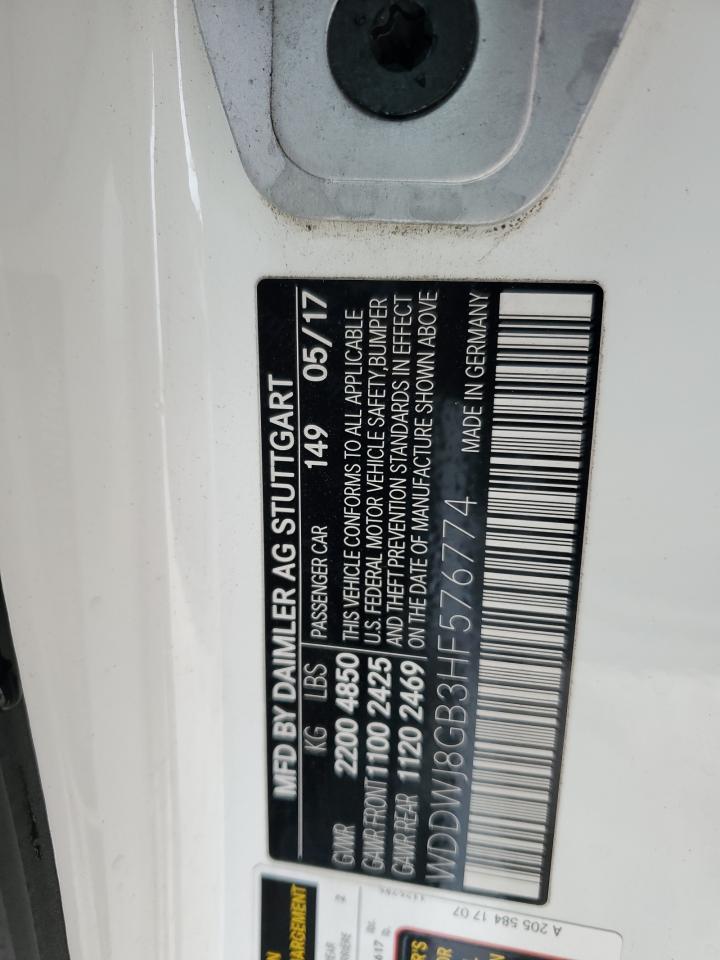 MFD BY DAIMLER AG STUTTGART
KG LBS PASSENGER CAR 149 05/17
GVWR 2200 4850 THIS VEHICLE CONFORMS TO ALL APPLICABLE
GAWR FRONT 1100 2425 U.S. FEDERAL MOTOR VEHICLE SAFETY,BUMPER
GAWR REAR 1120 2469 AND THEFT PREVENTION STANDARDS IN EFFECT
ON THE DATE OF MANUFACTURE SHOWN ABOVE
WDDWJ8GB3HF576774 MADE IN GERMANY
A 205 584 17 07